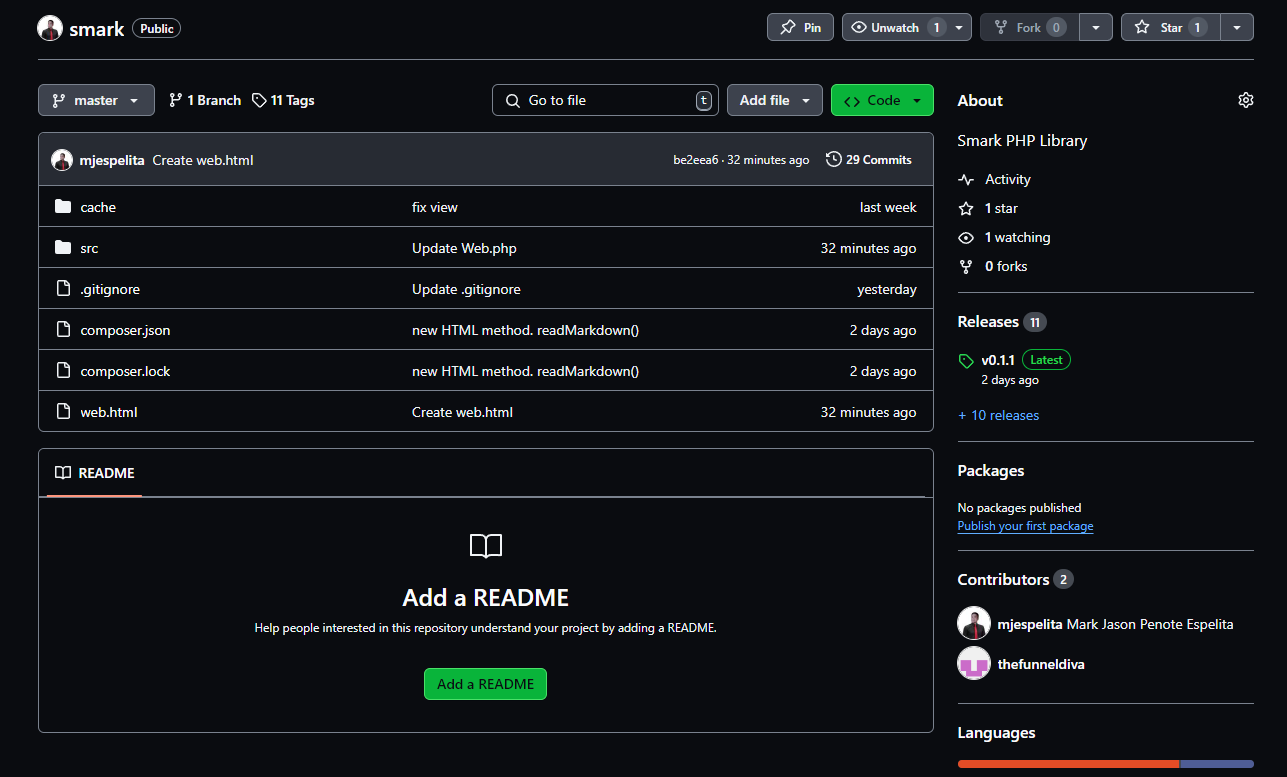 smark Public Pin Unwatch 1 Fork 0 Star 1
master 1 Branch 11 Tags Go to file t Add file Code
mjespelita Create web.html be2eea6 · 32 minutes ago 29 Commits
cache fix view last week
src Update Web.php 32 minutes ago
.gitignore Update .gitignore yesterday
composer.json new HTML method. readMarkdown() 2 days ago
composer.lock new HTML method. readMarkdown() 2 days ago
web.html Create web.html 32 minutes ago
README
Add a README
Help people interested in this repository understand your project by adding a README.
Add a README
About
Smark PHP Library
Activity
1 star
1 watching
0 forks
Releases 11
v0.1.1 Latest
2 days ago
+ 10 releases
Packages
No packages published
Publish your first package
Contributors 2
mjespelita Mark Jason Penote Espelita
thefunneldiva
Languages